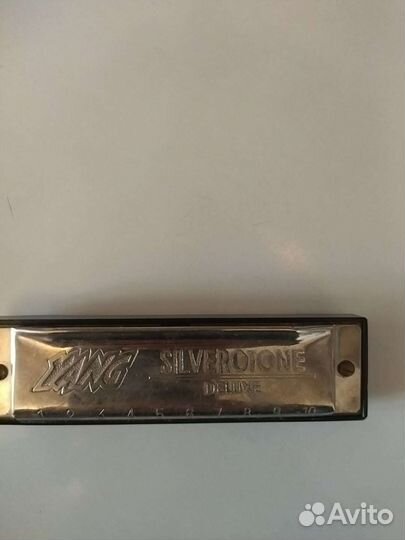 YANG SILVERTONE
DELUXE
1 2 3 4 5 6 7 8 9 10
Avito